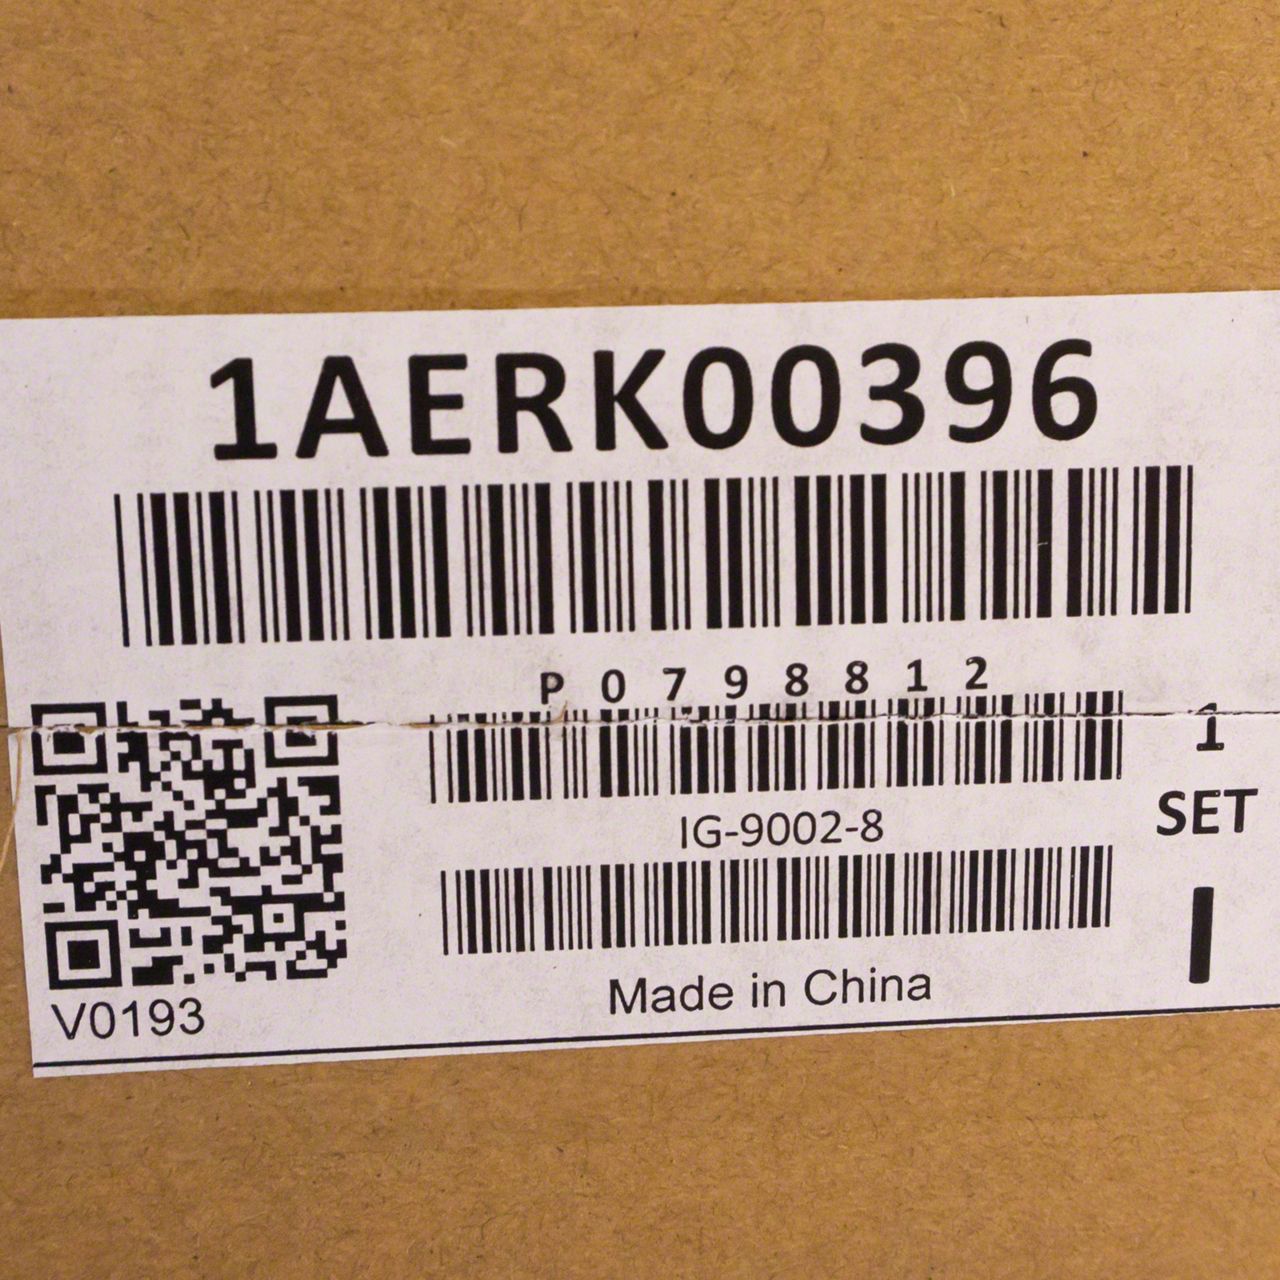 1AERK00396
P0798812
1
SET
IG-9002-8
I
Made in China
V0193